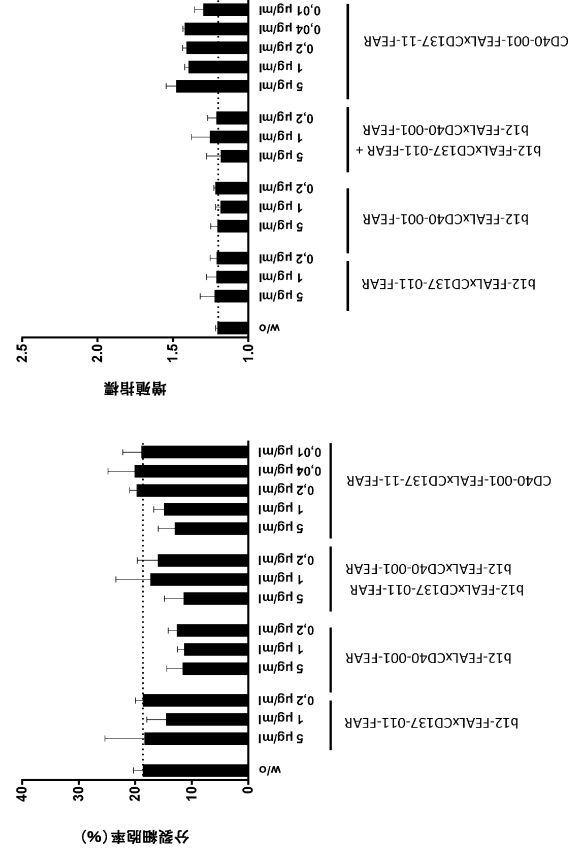 分裂細胞率 (%)
0 10 20 30 40
w/o
b12-FEALxCD137-011-FEAR
5 µg/ml
1 µg/ml
0,2 µg/ml
b12-FEALxCD40-001-FEAR
5 µg/ml
1 µg/ml
0,2 µg/ml
b12-FEALxCD137-011-FEAR
b12-FEALxCD40-001-FEAR
5 µg/ml
1 µg/ml
0,2 µg/ml
CD40-001-FEALxCD137-11-FEAR
5 µg/ml
1 µg/ml
0,2 µg/ml
0,04 µg/ml
0,01 µg/ml
増殖指標
1.0 1.5 2.0 2.5
w/o
b12-FEALxCD137-011-FEAR
5 µg/ml
1 µg/ml
0,2 µg/ml
b12-FEALxCD40-001-FEAR
5 µg/ml
1 µg/ml
0,2 µg/ml
b12-FEALxCD137-011-FEAR +
b12-FEALxCD40-001-FEAR
5 µg/ml
1 µg/ml
0,2 µg/ml
CD40-001-FEALxCD137-11-FEAR
5 µg/ml
1 µg/ml
0,2 µg/ml
0,04 µg/ml
0,01 µg/ml